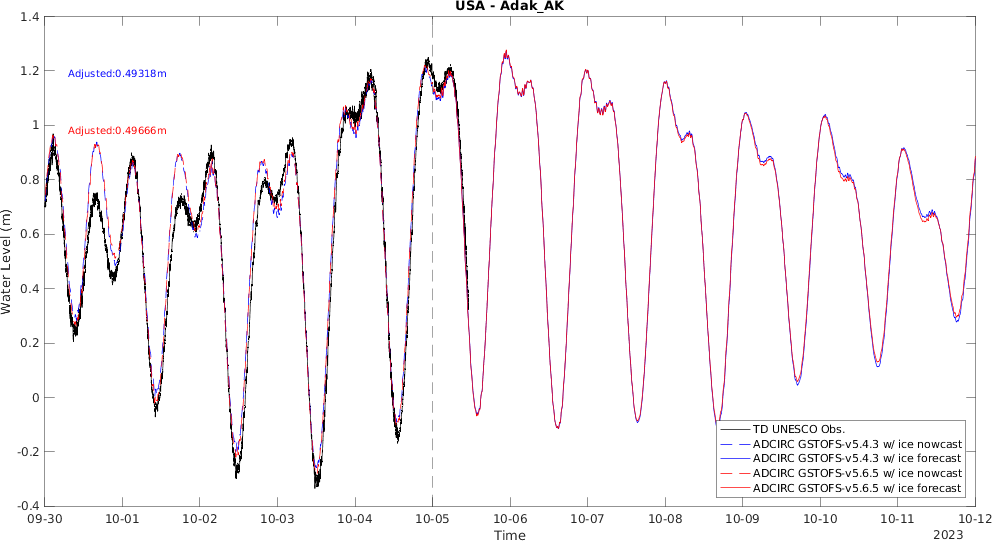 USA - Adak_AK
1.4
1.2
1
0.8
0.6
0.4
0.2
0
-0.2
-0.4
Water Level (m)
Adjusted:0.49318m
Adjusted:0.49666m
TD UNESCO Obs.
ADCIRC GSTOFS-v5.4.3 w/ ice nowcast
ADCIRC GSTOFS-v5.4.3 w/ ice forecast
ADCIRC GSTOFS-v5.6.5 w/ ice nowcast
ADCIRC GSTOFS-v5.6.5 w/ ice forecast
09-30 10-01 10-02 10-03 10-04 10-05 10-06 10-07 10-08 10-09 10-10 10-11 10-12
Time
2023